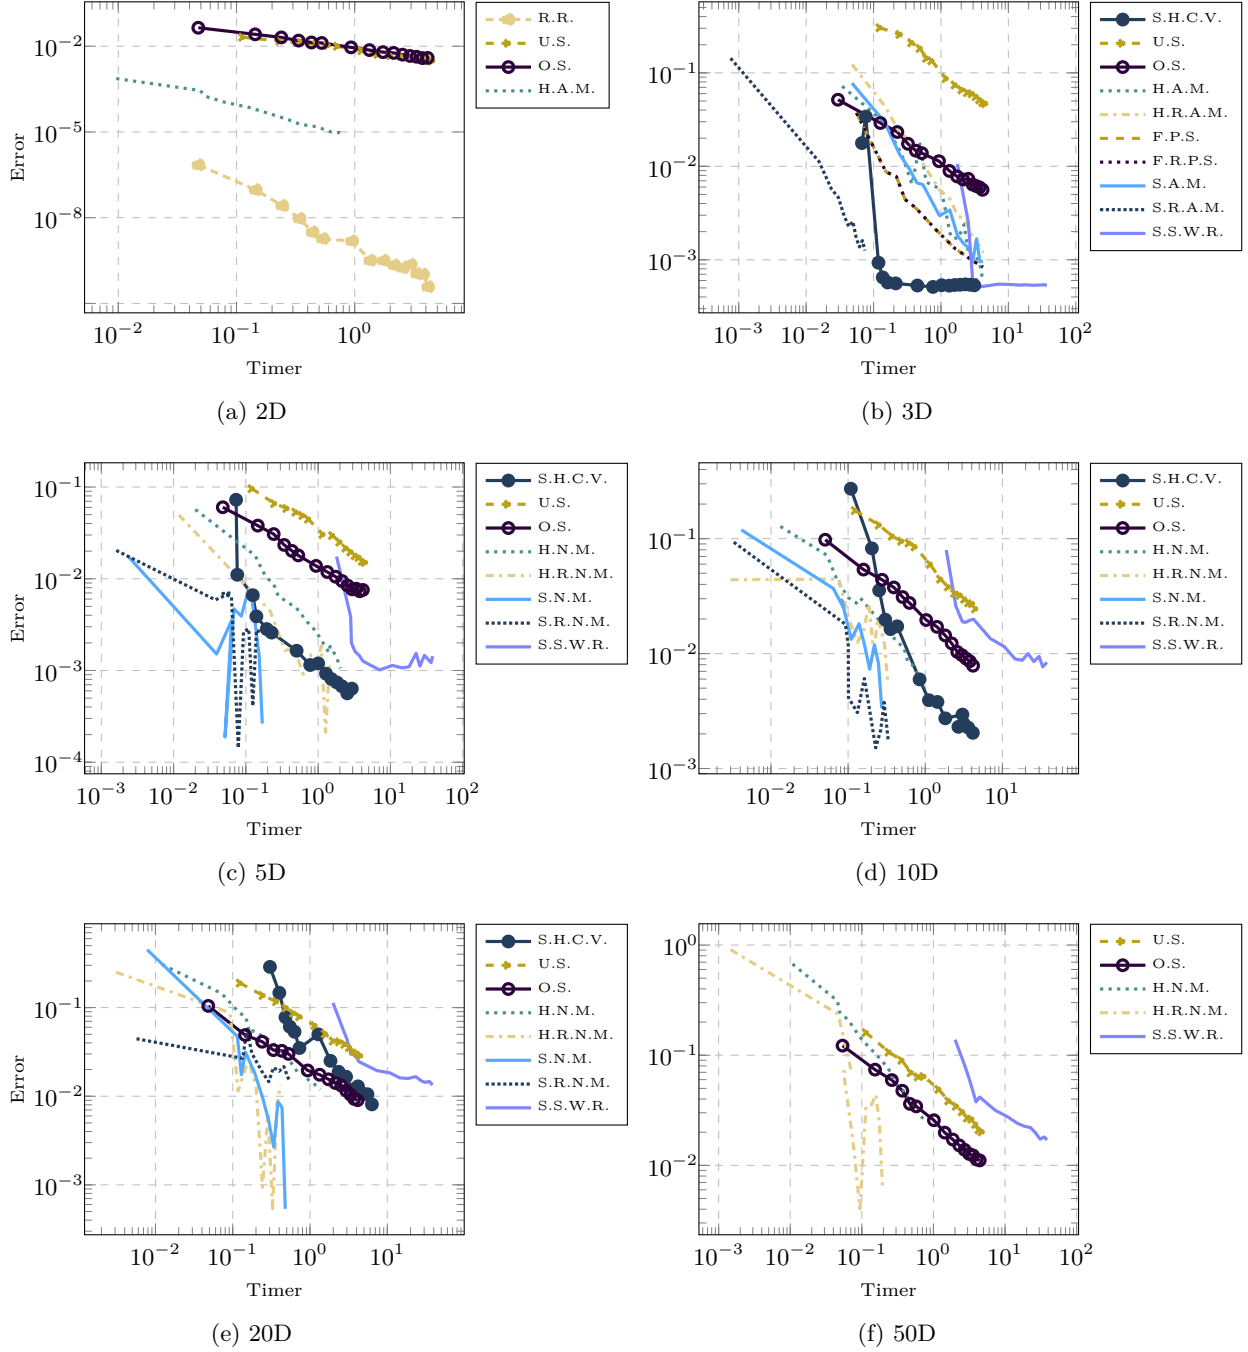 10^{-2}
10^{-5}
10^{-8}
Error
10^{-2}
10^{-1}
10^{0}
Timer
R.R.
U.S.
O.S.
H.A.M.
(a) 2D
10^{-1}
10^{-2}
10^{-3}
10^{-3}
10^{-2}
10^{-1}
10^{0}
10^{1}
10^{2}
Timer
S.H.C.V.
U.S.
O.S.
H.A.M.
H.R.A.M.
F.P.S.
F.R.P.S.
S.A.M.
S.R.A.M.
S.S.W.R.
(b) 3D
10^{-1}
10^{-2}
10^{-3}
10^{-4}
Error
10^{-3}
10^{-2}
10^{-1}
10^{0}
10^{1}
10^{2}
Timer
S.H.C.V.
U.S.
O.S.
H.N.M.
H.R.N.M.
S.N.M.
S.R.N.M.
S.S.W.R.
(c) 5D
10^{-1}
10^{-2}
10^{-3}
10^{-2}
10^{-1}
10^{0}
10^{1}
Timer
S.H.C.V.
U.S.
O.S.
H.N.M.
H.R.N.M.
S.N.M.
S.R.N.M.
S.S.W.R.
(d) 10D
10^{-1}
10^{-2}
10^{-3}
Error
10^{-2}
10^{-1}
10^{0}
10^{1}
Timer
S.H.C.V.
U.S.
O.S.
H.N.M.
H.R.N.M.
S.N.M.
S.R.N.M.
S.S.W.R.
(e) 20D
10^{0}
10^{-1}
10^{-2}
10^{-3}
10^{-2}
10^{-1}
10^{0}
10^{1}
10^{2}
Timer
U.S.
O.S.
H.N.M.
H.R.N.M.
S.S.W.R.
(f) 50D